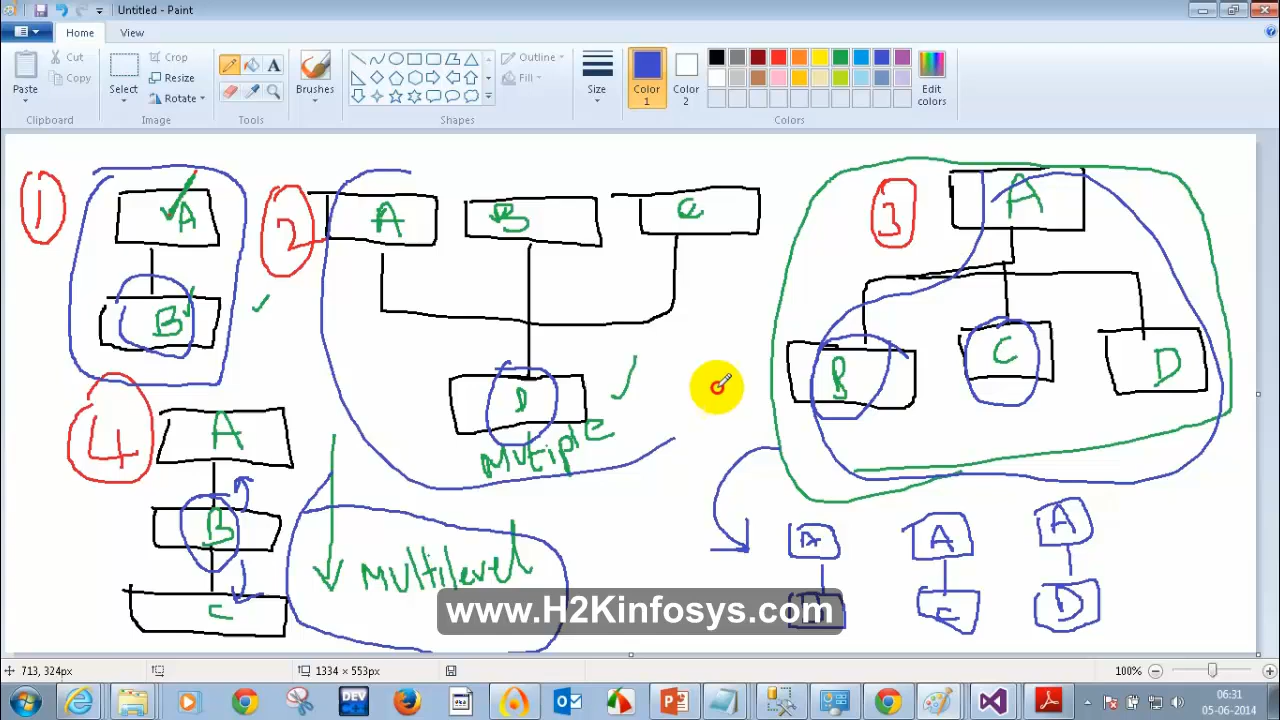 Untitled - Paint
Home
View
Paste
Cut
Copy
Clipboard
Select
Crop
Resize
Rotate
Image
A
Tools
Brushes
Shapes
Outline
Fill
Size
Color 1
Color 2
Edit colors
Colors
1
A
B
2
A
B
C
D
Mutiple
3
A
B
C
D
4
A
B
C
Multilevel
A
B
A
C
A
D
www.H2Kinfosys.com
713, 324px
1334 × 553px
100%
DEV
06:31
05-06-2014